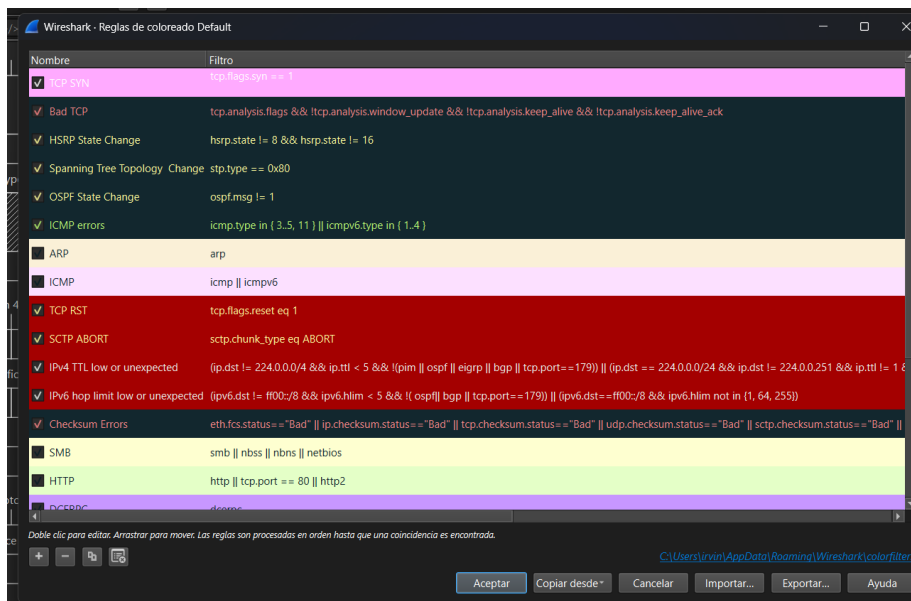 Wireshark · Reglas de coloreado Default
Nombre Filtro
TCP SYN tcp.flags.syn == 1
Bad TCP tcp.analysis.flags && !tcp.analysis.window_update && !tcp.analysis.keep_alive && !tcp.analysis.keep_alive_ack
HSRP State Change hsrp.state != 8 && hsrp.state != 16
Spanning Tree Topology Change stp.type == 0x80
OSPF State Change ospf.msg != 1
ICMP errors icmp.type in { 3..5, 11 } || icmpv6.type in { 1..4 }
ARP arp
ICMP icmp || icmpv6
TCP RST tcp.flags.reset eq 1
SCTP ABORT sctp.chunk_type eq ABORT
IPv4 TTL low or unexpected (ip.dst != 224.0.0.0/4 && ip.ttl < 5 && !(pim || ospf || eigrp || bgp || tcp.port==179)) || (ip.dst == 224.0.0.0/24 && ip.dst != 224.0.0.251 && ip.ttl != 1 &
IPv6 hop limit low or unexpected (ipv6.dst != ff00::/8 && ipv6.hlim < 5 && !( ospf|| bgp || tcp.port==179)) || (ipv6.dst==ff00::/8 && ipv6.hlim not in {1, 64, 255})
Checksum Errors eth.fcs.status=="Bad" || ip.checksum.status=="Bad" || tcp.checksum.status=="Bad" || udp.checksum.status=="Bad" || sctp.checksum.status=="Bad" ||
SMB smb || nbss || nbns || netbios
HTTP http || tcp.port == 80 || http2
DCERPC dcerpc
Doble clic para editar. Arrastrar para mover. Las reglas son procesadas en orden hasta que una coincidencia es encontrada.
C:\Users\irvin\AppData\Roaming\Wireshark\colorfilter
Aceptar Copiar desde Cancelar Importar... Exportar... Ayuda